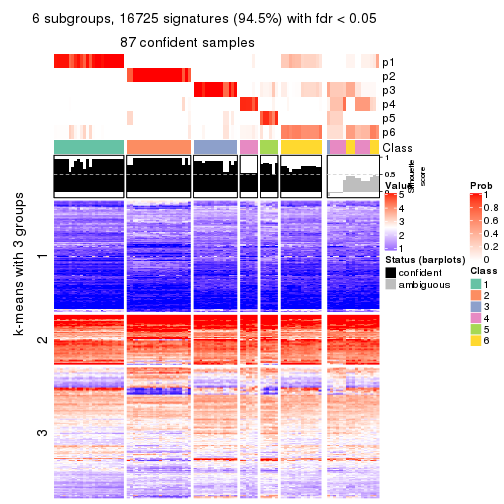 6 subgroups, 16725 signatures (94.5%) with fdr < 0.05
87 confident samples
p1
p2
p3
p4
p5
p6
Class
1
0.5
0
Silhouette
score
k-means with 3 groups
1
2
3
Value
5
4
3
2
1
Status (barplots)
confident
ambiguous
Prob
1
0.8
0.6
0.4
0.2
0
Class
1
2
3
4
5
6